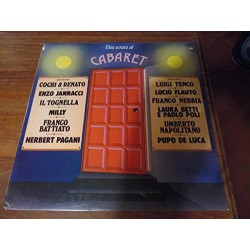 Una serata al
CABARET
COCHI & RENATO
ENZO JANNACCI
IL TOGNELLA
MILLY
FRANCO
BATTIATO
HERBERT PAGANI
LUIGI TENCO
LUCIO FLAUTO
FRANCO NEBBIA
LAURA BETTI
E PAOLO POLI
UMBERTO
NAPOLITANO
PUPO DE LUCA